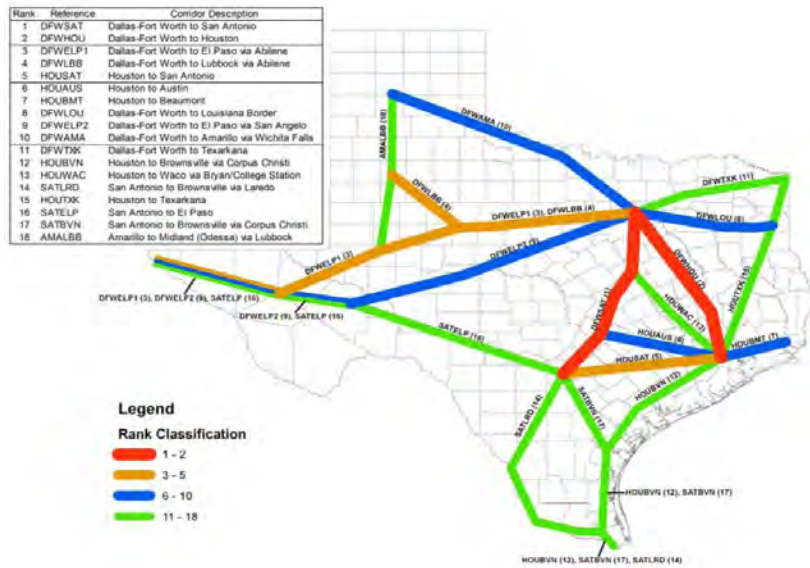 Rank Reference Corridor Description
1 DFWSAT Dallas-Fort Worth to San Antonio
2 DFWHOU Dallas-Fort Worth to Houston
3 DFWELP1 Dallas-Fort Worth to El Paso via Abilene
4 DFWLBB Dallas-Fort Worth to Lubbock via Abilene
5 HOUSAT Houston to San Antonio
6 HOUAUS Houston to Austin
7 HOUBMT Houston to Beaumont
8 DFWLOU Dallas-Fort Worth to Louisiana Border
9 DFWELP2 Dallas-Fort Worth to El Paso via San Angelo
10 DFWAMA Dallas-Fort Worth to Amarillo via Wichita Falls
11 DFWTXK Dallas-Fort Worth to Texarkana
12 HOUBVN Houston to Brownsville via Corpus Christi
13 HOUWAC Houston to Waco via Bryan/College Station
14 SATLRD San Antonio to Brownsville via Laredo
15 HOUTXK Houston to Texarkana
16 SATELP San Antonio to El Paso
17 SATBVN San Antonio to Brownsville via Corpus Christi
18 AMALBB Amarillo to Midland (Odessa) via Lubbock
DFWAMA (10)
AMALBB (18)
DFWTXK (11)
DFWLBB (4)
DFWELP1 (3), DFWLBB (4)
DFWLOU (8)
DFWELP1 (3)
DFWELP2 (9)
DFWHOU (2)
HOUTXK (15)
DFWELP1 (3), DFWELP2 (9), SATELP (16)
DFWSAT (1)
HOUWAC (13)
DFWELP2 (9), SATELP (16)
SATELP (16)
HOUAUS (6)
HOUBMT (7)
HOUSAT (5)
HOUBVN (12)
SATLRD (14)
SATBVN (17)
Legend
Rank Classification
1 - 2
3 - 5
6 - 10
11 - 18
HOUBVN (12), SATBVN (17)
HOUBVN (12), SATBVN (17), SATLRD (14)